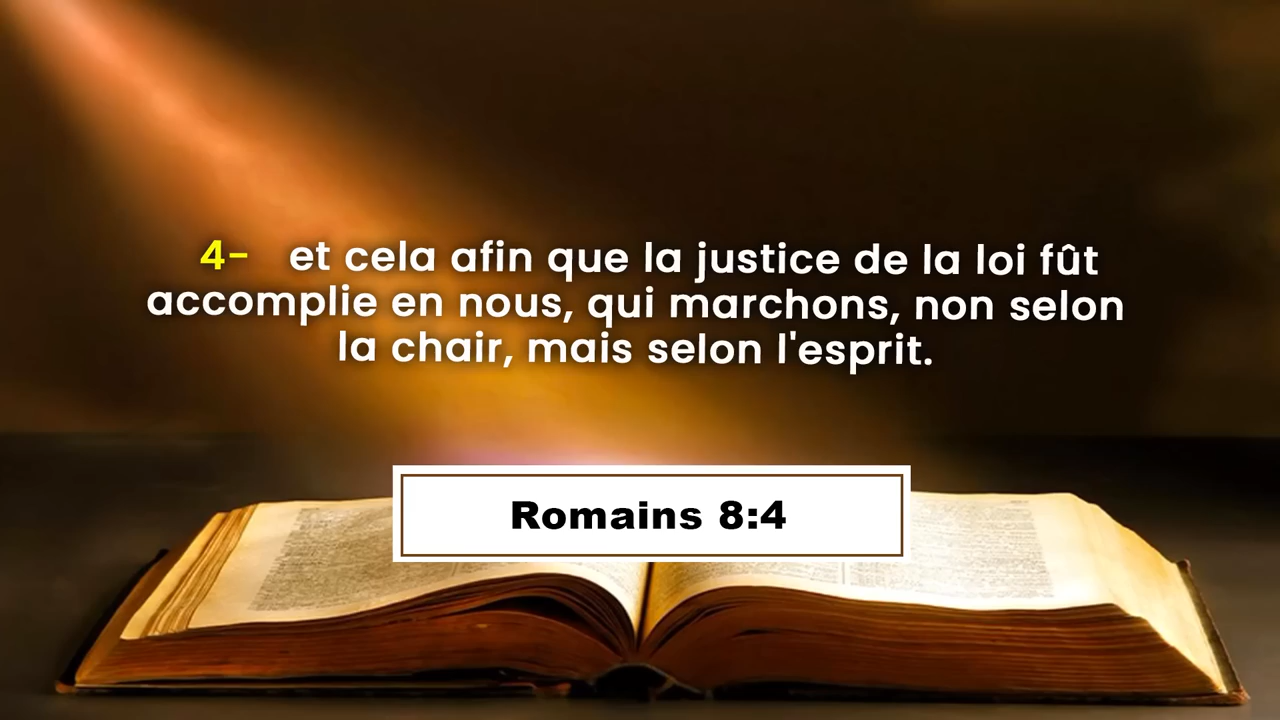 4- et cela afin que la justice de la loi fût
accomplie en nous, qui marchons, non selon
la chair, mais selon l'esprit.
Romains 8:4